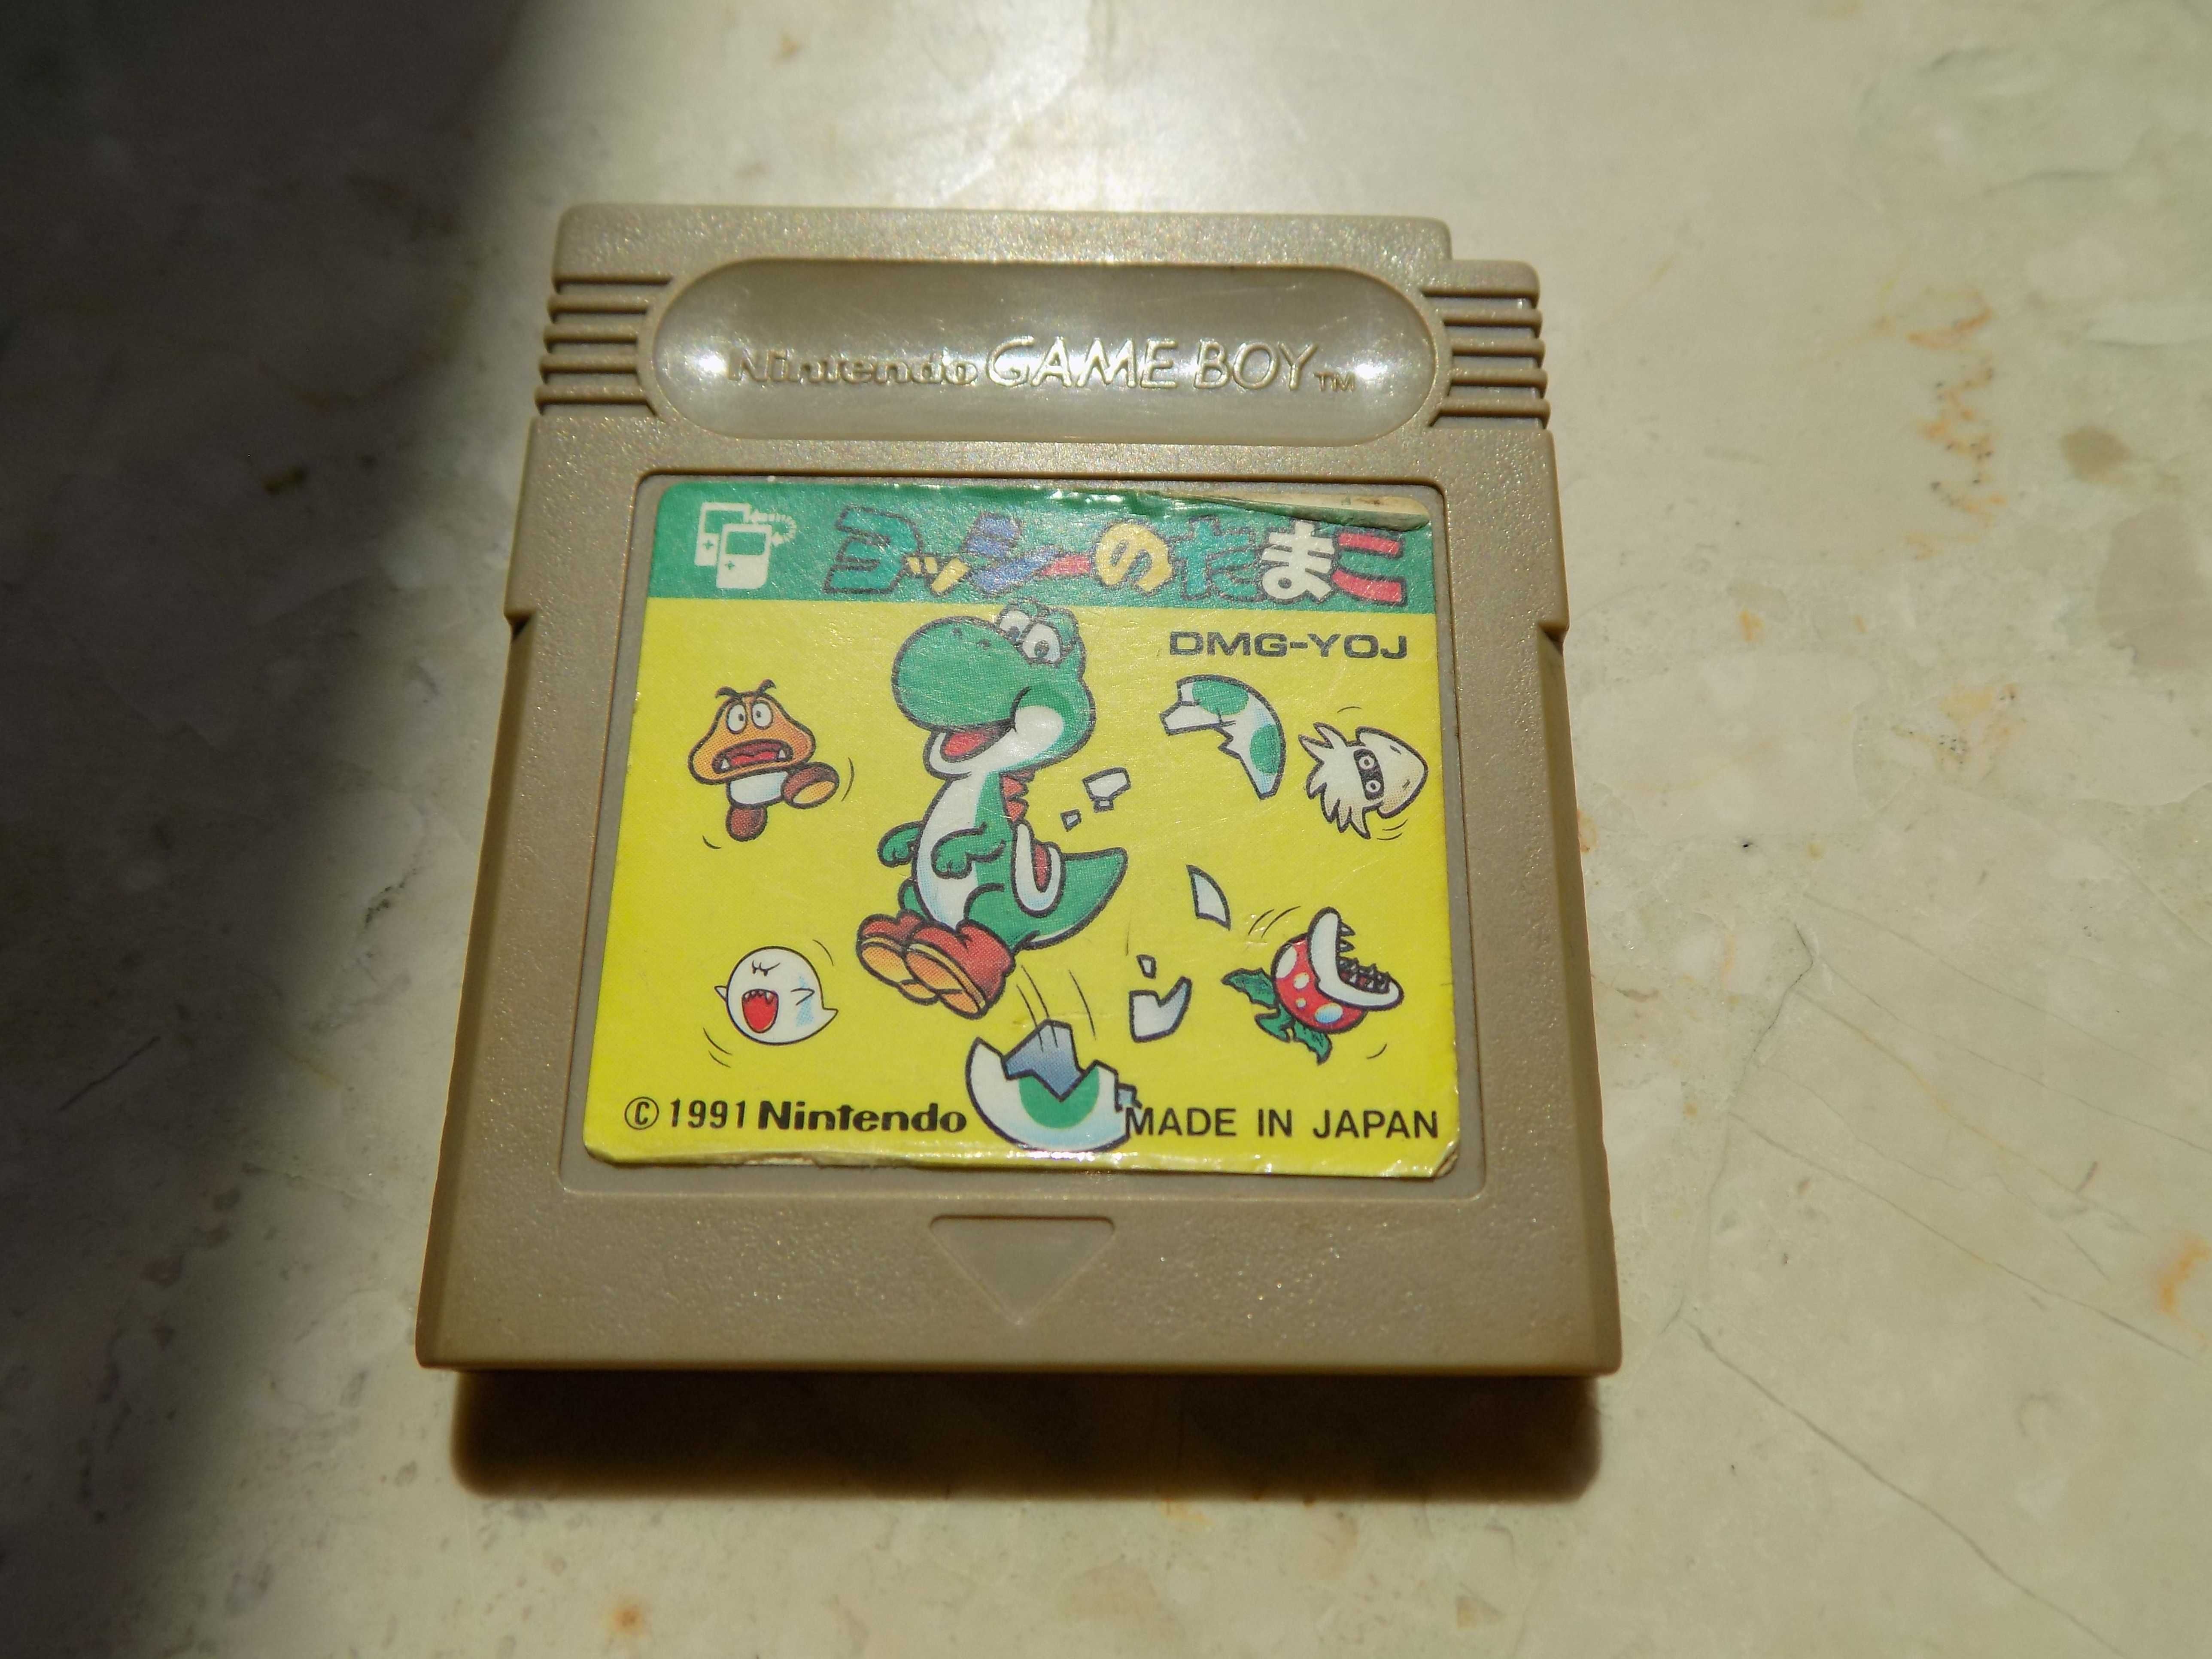 Nintendo GAME BOY™
ヨッシーのたまご
DMG-YOJ
©1991 Nintendo
MADE IN JAPAN